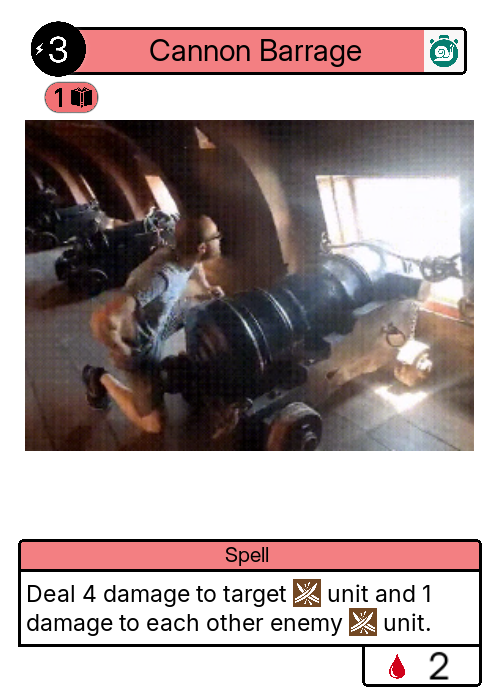 3
Cannon Barrage
1
Spell
Deal 4 damage to target unit and 1
damage to each other enemy unit.
2